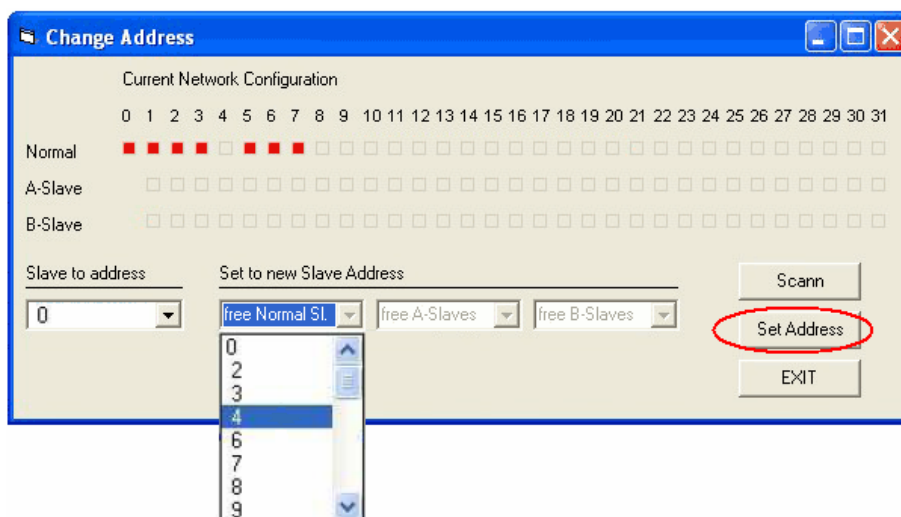 Change Address
Current Network Configuration
0 1 2 3 4 5 6 7 8 9 10 11 12 13 14 15 16 17 18 19 20 21 22 23 24 25 26 27 28 29 30 31
Normal
A-Slave
B-Slave
Slave to address
Set to new Slave Address
Scann
0
free Normal Sl.
free A-Slaves
free B-Slaves
Set Address
EXIT
0
2
3
4
6
7
8
9